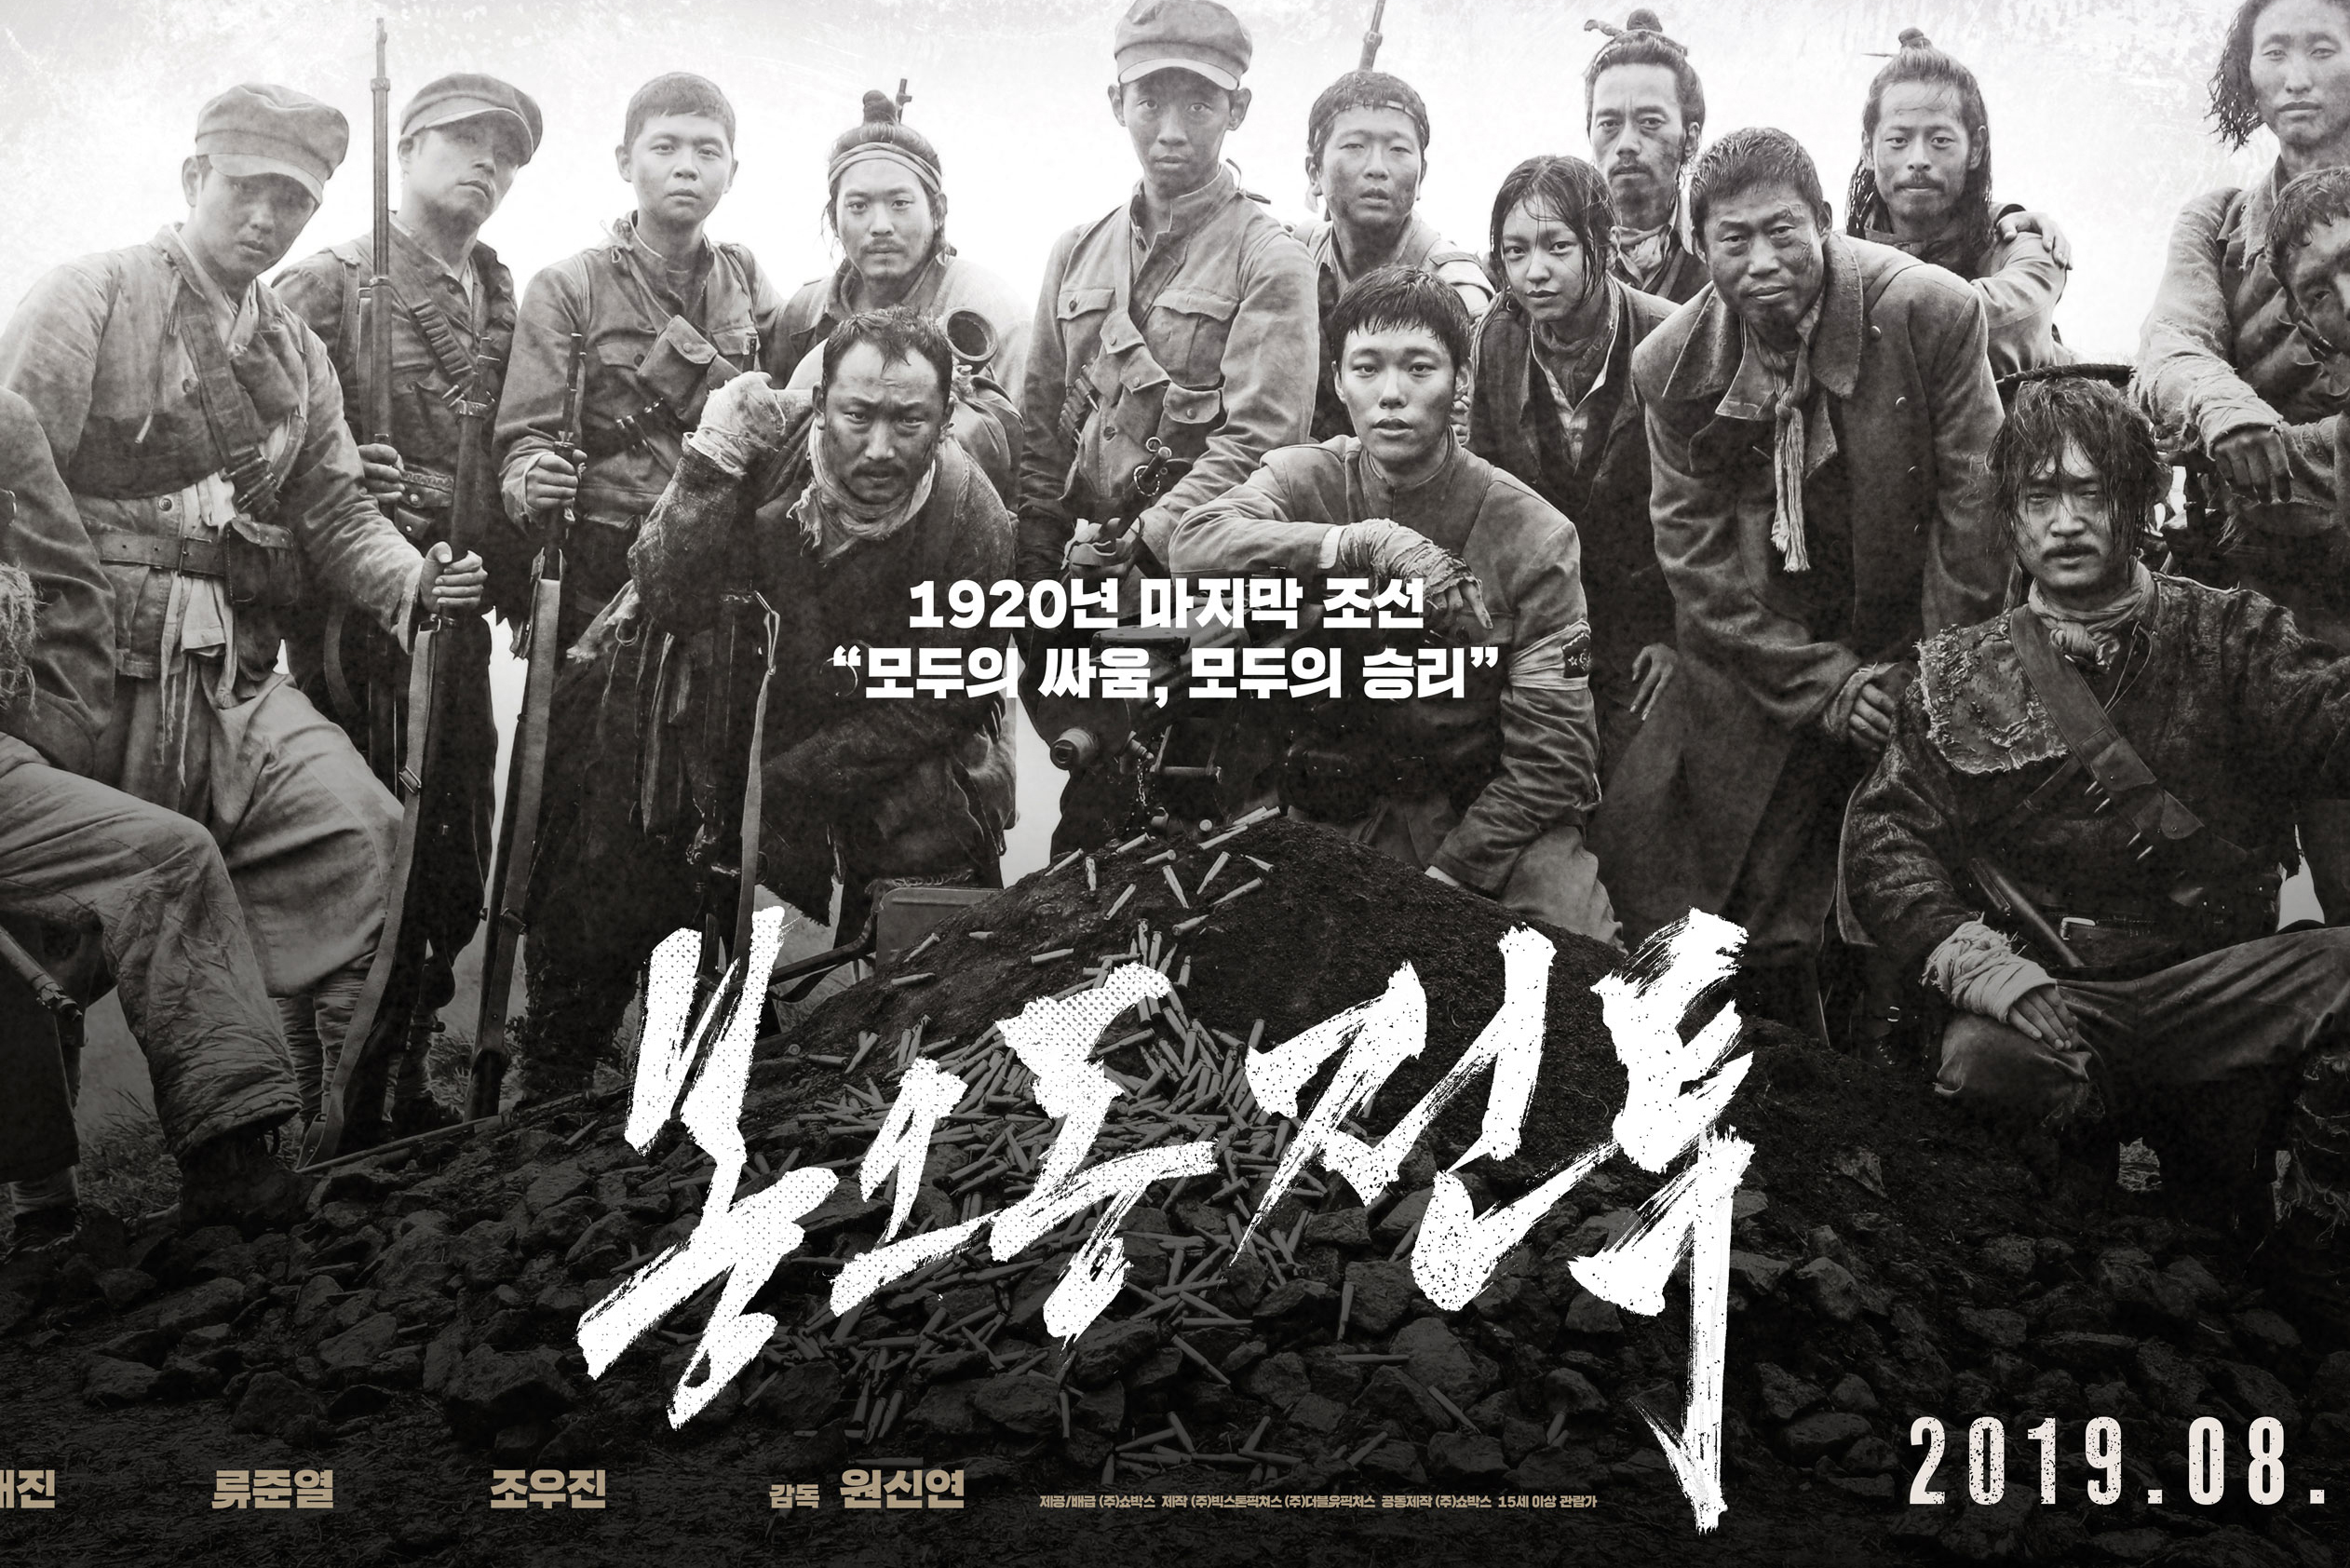 1920년 마지막 조선
“모두의 싸움, 모두의 승리”
봉오동 전투
류준열 조우진 감독 원신연
제공/배급 (주)쇼박스 제작 (주)빅스톤픽쳐스 (주)더블유픽쳐스 공동제작 (주)쇼박스 15세 이상 관람가
2019.08.